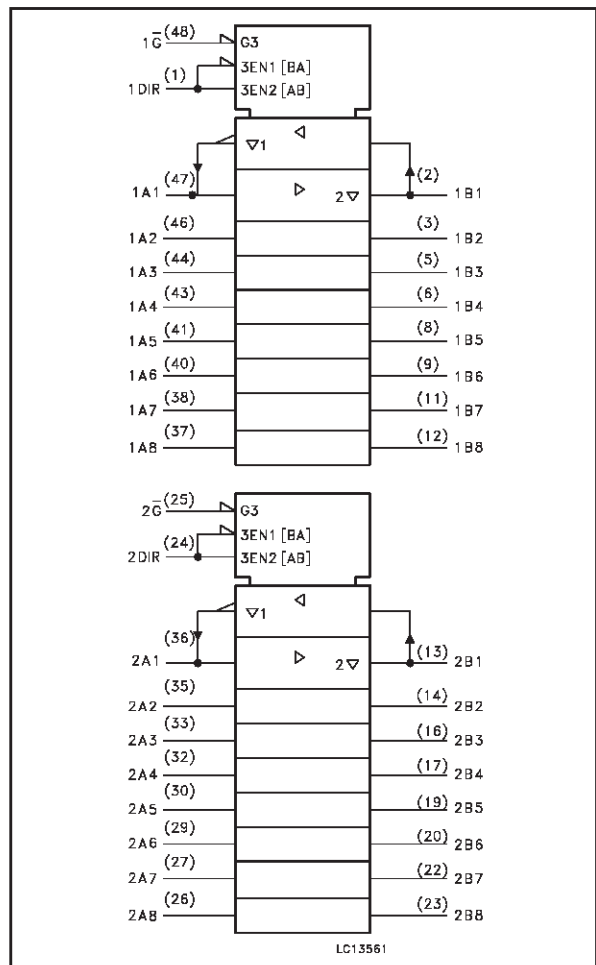 1G̅ (48) G3
3EN1 [BA]
1DIR (1) 3EN2 [AB]
▽1 ◁
1A1 (47) ▷ 2▽ (2) 1B1
1A2 (46) (3) 1B2
1A3 (44) (5) 1B3
1A4 (43) (6) 1B4
1A5 (41) (8) 1B5
1A6 (40) (9) 1B6
1A7 (38) (11) 1B7
1A8 (37) (12) 1B8
2G̅ (25) G3
3EN1 [BA]
2DIR (24) 3EN2 [AB]
▽1 ◁
2A1 (36) ▷ 2▽ (13) 2B1
2A2 (35) (14) 2B2
2A3 (33) (16) 2B3
2A4 (32) (17) 2B4
2A5 (30) (19) 2B5
2A6 (29) (20) 2B6
2A7 (27) (22) 2B7
2A8 (26) (23) 2B8
LC13561